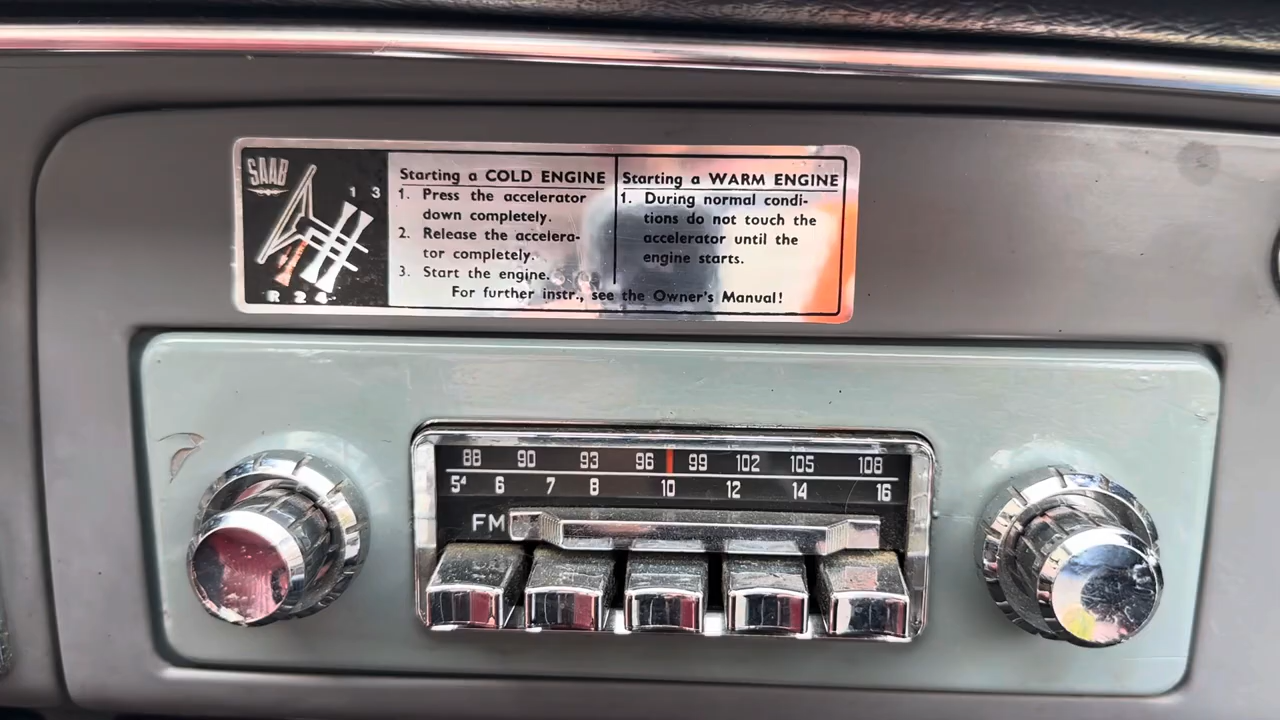 SAAB
1 3
R 2 4
Starting a COLD ENGINE
1. Press the accelerator
down completely.
2. Release the accelera-
tor completely.
3. Start the engine.
Starting a WARM ENGINE
1. During normal condi-
tions do not touch the
accelerator until the
engine starts.
For further instr., see the Owner's Manual!
88 90 93 96 99 102 105 108
5⁴ 6 7 8 10 12 14 16
FM